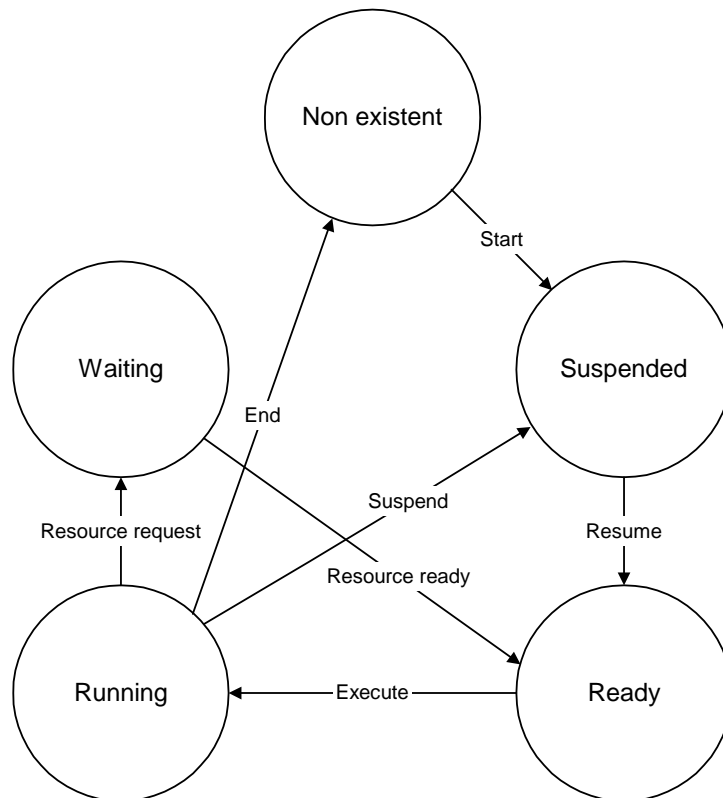 Non existent
Start
Waiting
Suspended
End
Suspend
Resource request
Resume
Resource ready
Running
Execute
Ready